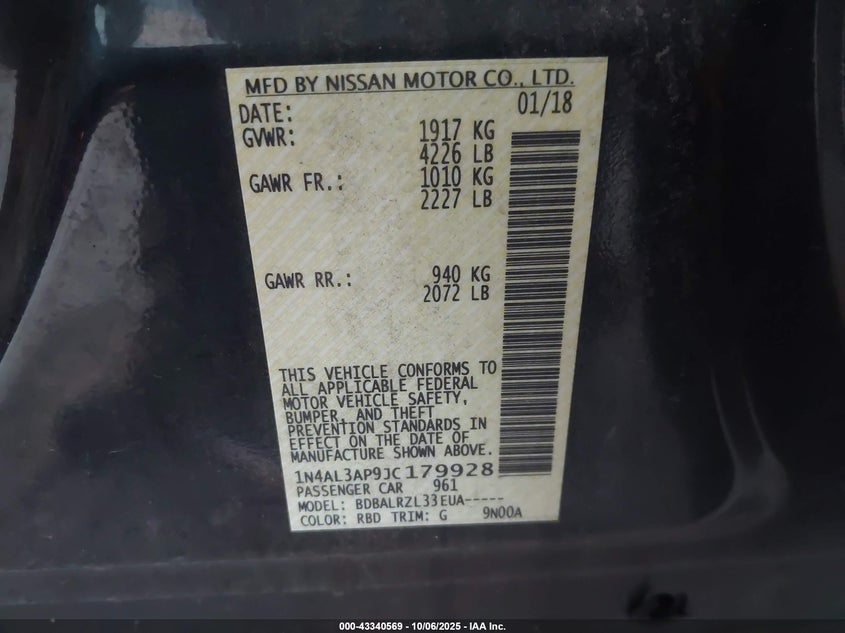 MFD BY NISSAN MOTOR CO., LTD.
DATE: 01/18
GVWR: 1917 KG
4226 LB
GAWR FR.: 1010 KG
2227 LB
GAWR RR.: 940 KG
2072 LB
THIS VEHICLE CONFORMS TO
ALL APPLICABLE FEDERAL
MOTOR VEHICLE SAFETY,
BUMPER, AND THEFT
PREVENTION STANDARDS IN
EFFECT ON THE DATE OF
MANUFACTURE SHOWN ABOVE.
1N4AL3AP9JC179928
PASSENGER CAR 961
MODEL: BDBALRZL33EUA-----
COLOR: RBD TRIM: G 9N00A
000-43340569 - 10/06/2025 - IAA Inc.